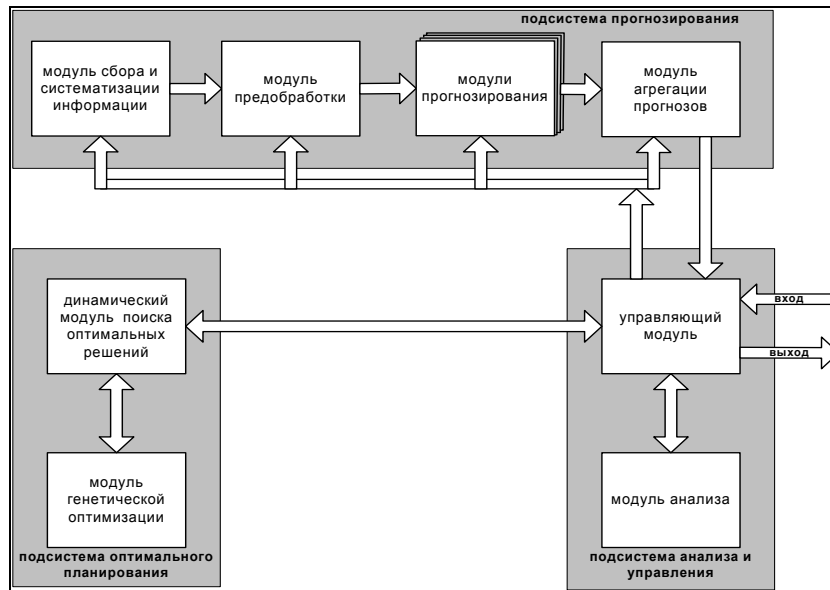 подсистема прогнозирования
модуль сбора и
систематизации
информации
модуль
предобработки
модули
прогнозирования
модуль
агрегации
прогнозов
динамический
модуль поиска
оптимальных
решений
управляющий
модуль
вход
выход
модуль
генетической
оптимизации
модуль анализа
подсистема оптимального
планирования
подсистема анализа и
управления